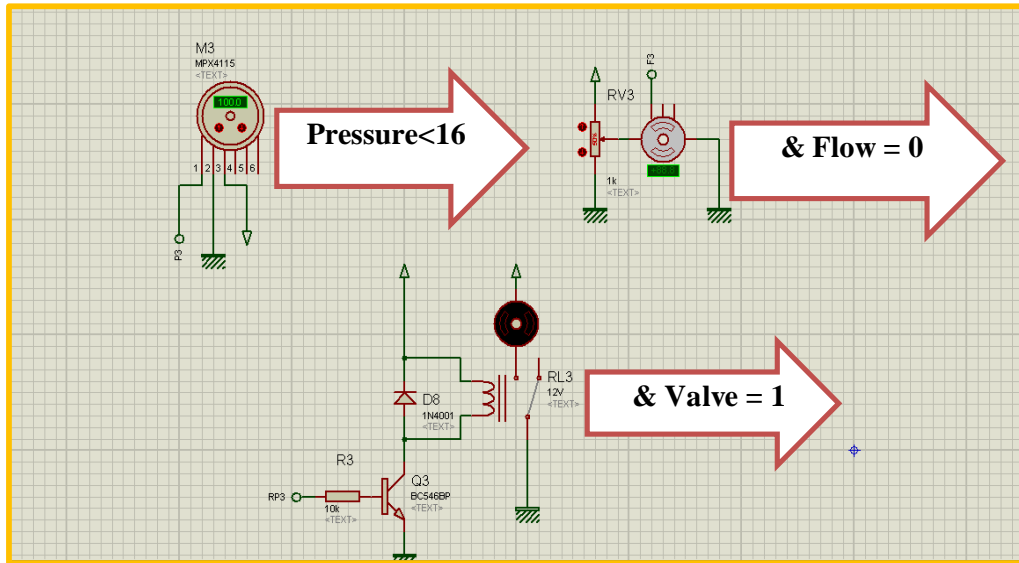 M3
MPX4115
<TEXT>
100.0
1 2 3 4 5 6
P3
Pressure<16
F3
RV3
50%
1k
<TEXT>
& Flow = 0
D8
1N4001
<TEXT>
RL3
12V
<TEXT>
& Valve = 1
R3
RP3
10k
<TEXT>
Q3
BC546BP
<TEXT>